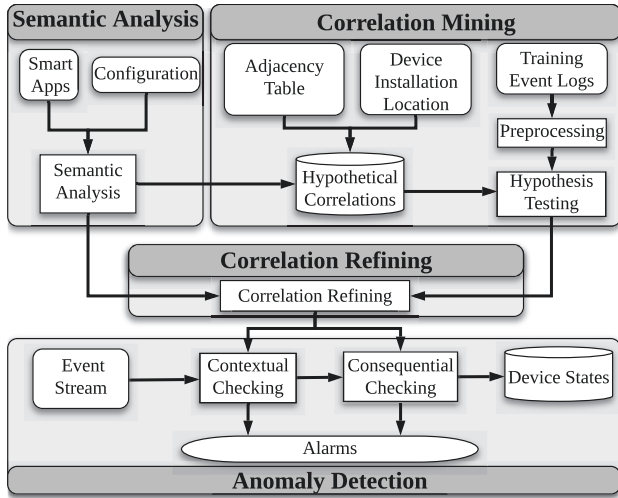 Semantic Analysis
Smart
Apps
Configuration
Semantic
Analysis
Correlation Mining
Adjacency
Table
Device
Installation
Location
Training
Event Logs
Preprocessing
Hypothetical
Correlations
Hypothesis
Testing
Correlation Refining
Correlation Refining
Event
Stream
Contextual
Checking
Consequential
Checking
Device States
Alarms
Anomaly Detection